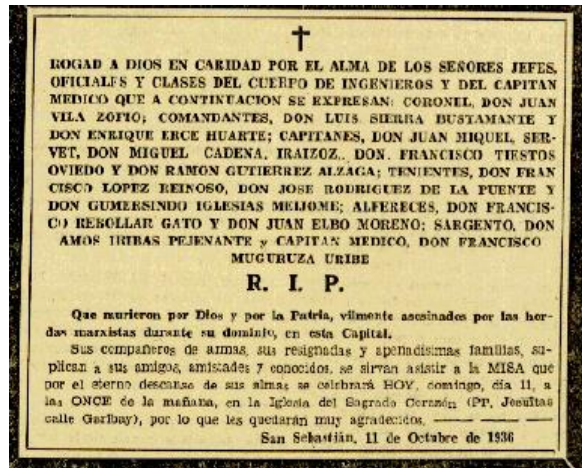 ROGAD A DIOS EN CARIDAD POR EL ALMA DE LOS SEÑORES JEFES,
OFICIALES Y CLASES DEL CUERPO DE INGENIEROS Y DEL CAPITAN
MEDICO QUE A CONTINUACION SE EXPRESAN: CORONEL, DON JUAN
VILA ZOFIO; COMANDANTES, DON LUIS SIERRA BUSTAMANTE Y
DON ENRIQUE ERCE HUARTE; CAPITANES, DON JUAN MIQUEL, SER-
VET, DON MIGUEL CADENA, IRAIZOZ, DON FRANCISCO TIESTOS
OVIEDO Y DON RAMON GUTIERREZ ALZAGA; TENIENTES, DON FRAN
CISCO LOPEZ REINOSO, DON JOSE RODRIGUEZ DE LA PUENTE Y
DON GUMERSINDO IGLESIAS MEIJOME; ALFERECES, DON FRANCIS-
CO REBOLLAR GATO Y DON JUAN ELBO MORENO; SARGENTO, DON
AMOS IRIBAS PEJENANTE y CAPITAN MEDICO, DON FRANCISCO
MUGURUZA URIBE
R. I. P.
Que murieron por Dios y por la Patria, vilmente asesinados por las hor-
das marxistas durante su dominio, en esta Capital.
Sus compañeros de armas, sus resignadas y apenadísimas familias, su-
plican a sus amigos, amistades y conocidos, se sirvan asistir a la MISA que
por el eterno descanso de sus almas se celebrará HOY, domingo, día 11, a
las ONCE de la mañana, en la Iglesia del Sagrado Corazón (PP. Jesuítas
calle Garibay), por lo que les quedarán muy agradecidos.
San Sebastián, 11 de Octubre de 1936